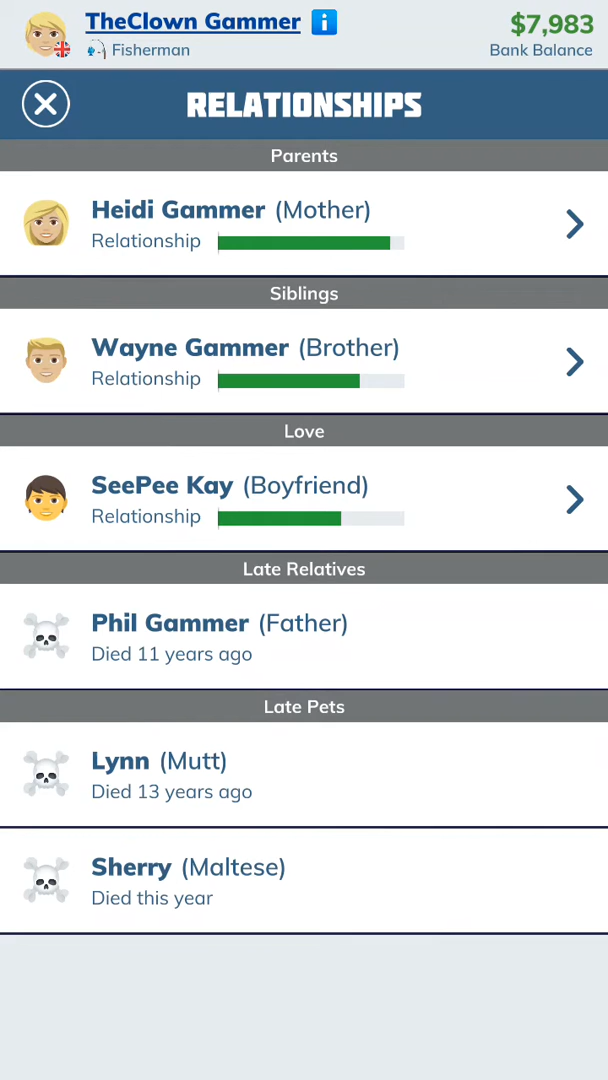 TheClown Gammer i $7,983
Fisherman Bank Balance
RELATIONSHIPS
Parents
Heidi Gammer (Mother)
Relationship
Siblings
Wayne Gammer (Brother)
Relationship
Love
SeePee Kay (Boyfriend)
Relationship
Late Relatives
Phil Gammer (Father)
Died 11 years ago
Late Pets
Lynn (Mutt)
Died 13 years ago
Sherry (Maltese)
Died this year